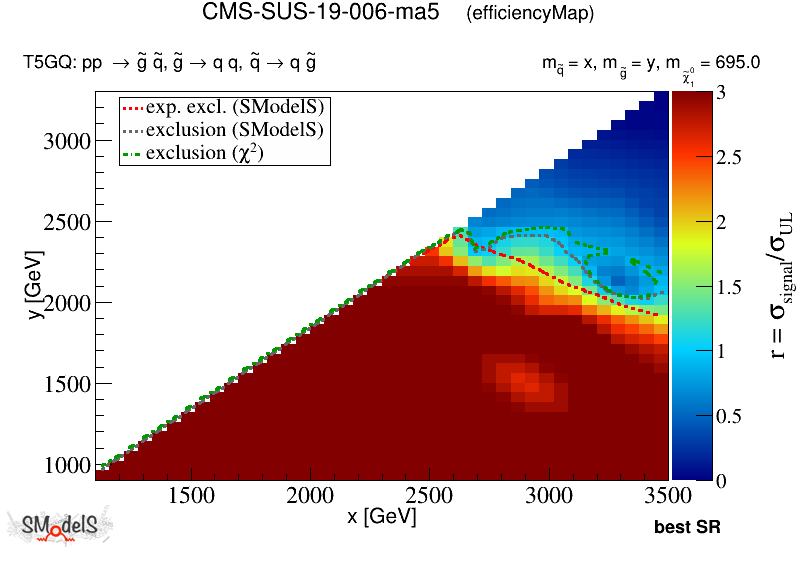 CMS-SUS-19-006-ma5 (efficiencyMap)
T5GQ: pp → g̃ q̃, g̃ → q q, q̃ → q g̃ m_q̃ = x, m_g̃ = y, m_χ̃₁⁰ = 695.0
exp. excl. (SModelS)
exclusion (SModelS)
exclusion (χ²)
3000
2500
2000
1500
1000
y [GeV]
1500 2000 2500 3000 3500
x [GeV]
3
2.5
2
1.5
1
0.5
0
r = σ_signal/σ_UL
best SR
SModelS